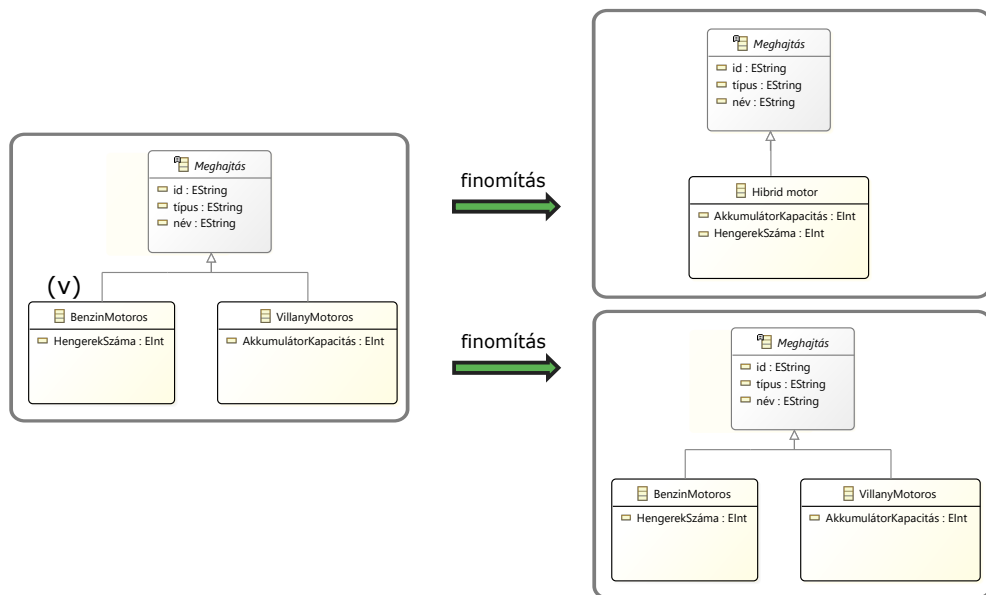 Meghajtás
id : EString
típus : EString
név : EString
(v)
BenzinMotoros
HengerekSzáma : EInt
VillanyMotoros
AkkumulátorKapacitás : EInt
finomítás
Meghajtás
id : EString
típus : EString
név : EString
Hibrid motor
AkkumulátorKapacitás : EInt
HengerekSzáma : EInt
finomítás
Meghajtás
id : EString
típus : EString
név : EString
BenzinMotoros
HengerekSzáma : EInt
VillanyMotoros
AkkumulátorKapacitás : EInt